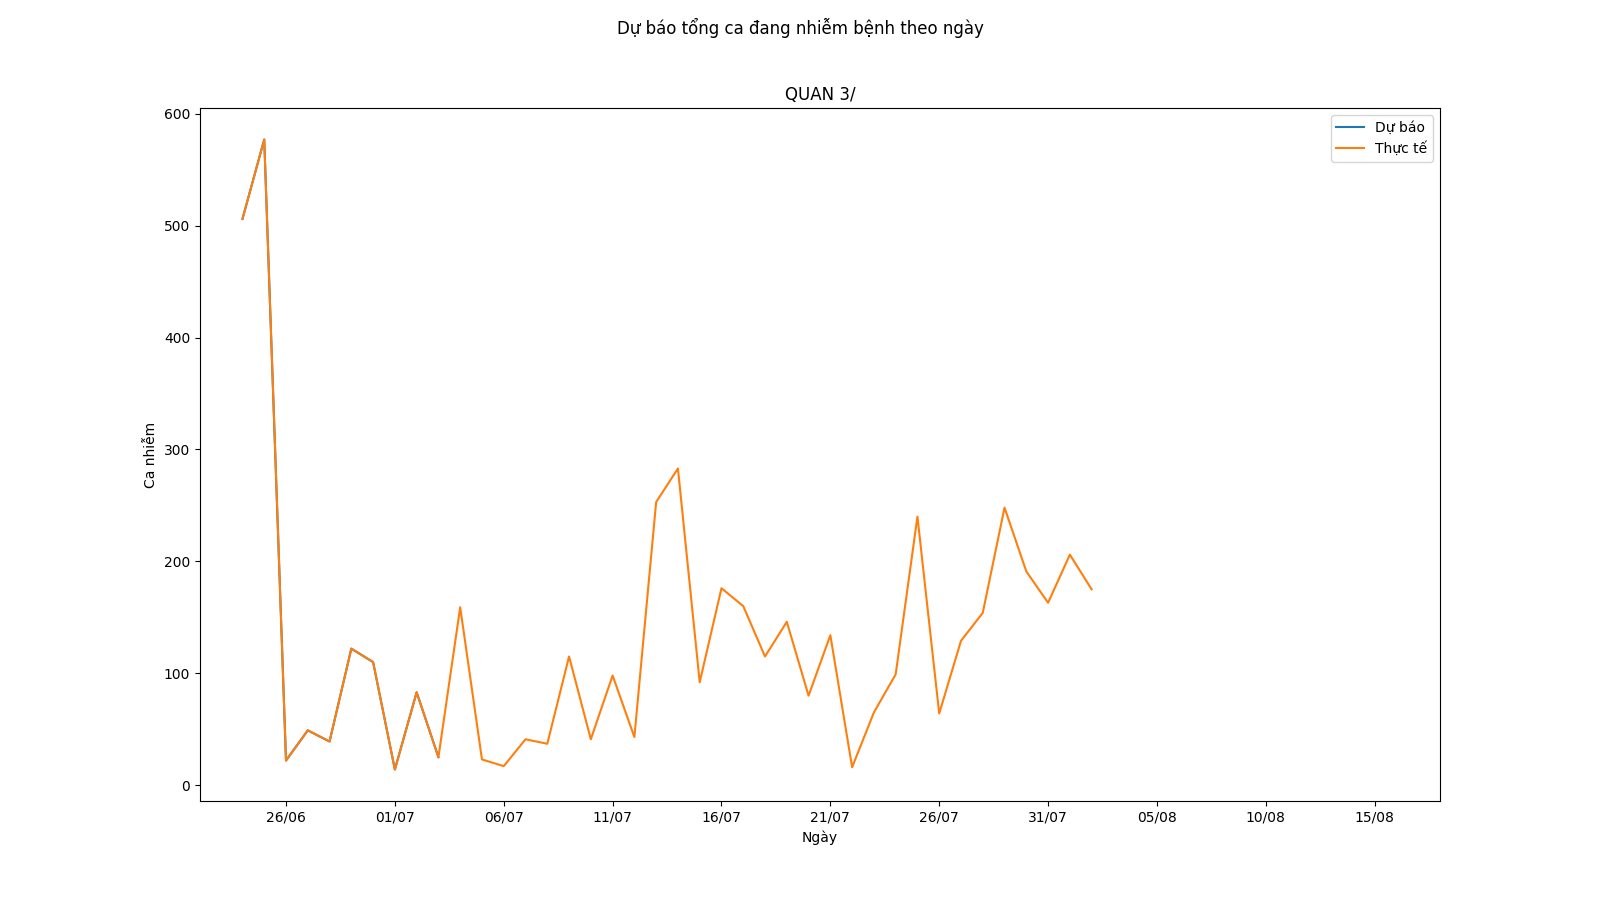 Dự báo tổng ca đang nhiễm bệnh theo ngày
QUAN 3/
Dự báo
Thực tế
600
500
400
300
200
100
0
Ca nhiễm
26/06 01/07 06/07 11/07 16/07 21/07 26/07 31/07 05/08 10/08 15/08
Ngày